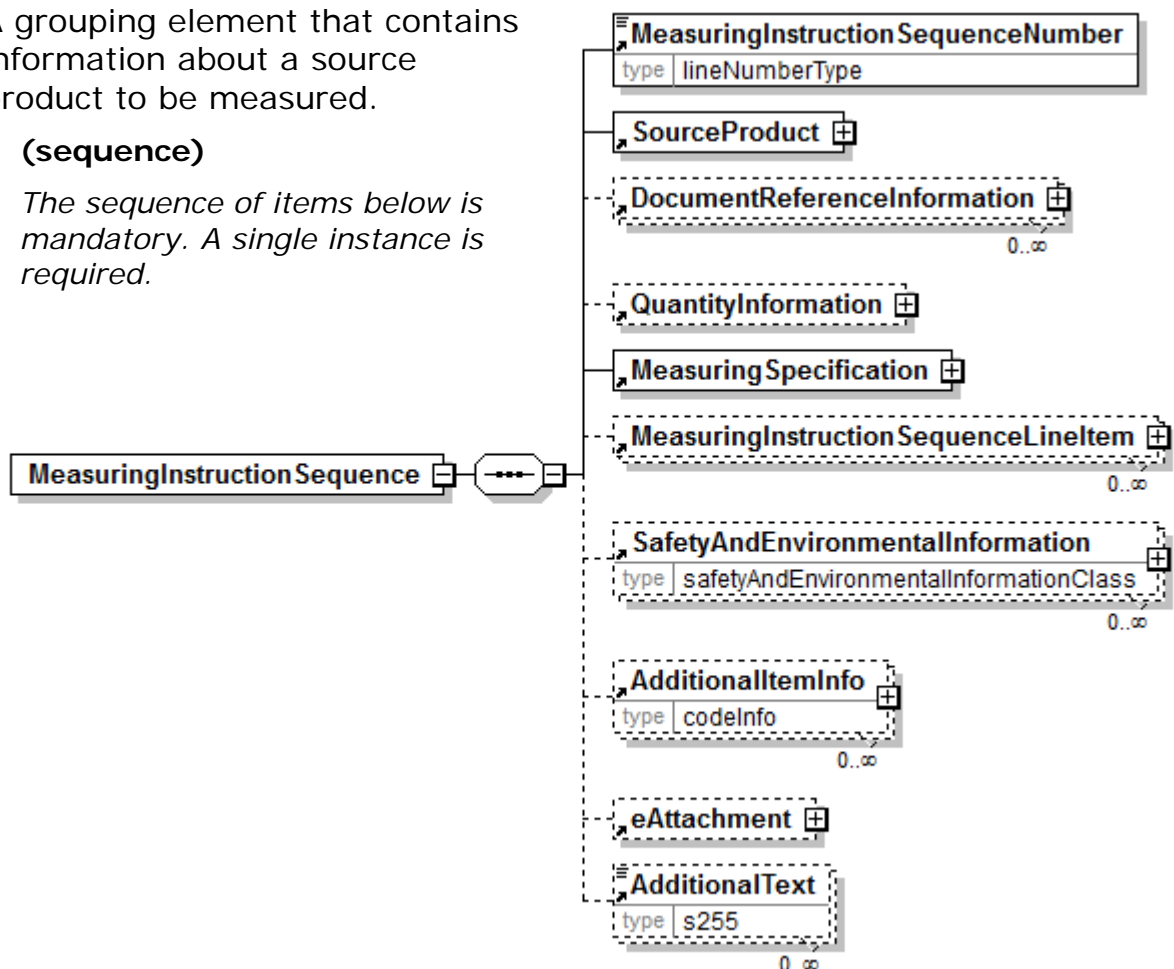 A grouping element that contains
information about a source
product to be measured.
(sequence)
The sequence of items below is
mandatory. A single instance is
required.
MeasuringInstructionSequence
MeasuringInstructionSequenceNumber
type lineNumberType
SourceProduct
DocumentReferenceInformation
0..∞
QuantityInformation
MeasuringSpecification
MeasuringInstructionSequenceLineItem
0..∞
SafetyAndEnvironmentalInformation
type safetyAndEnvironmentalInformationClass
0..∞
AdditionalItemInfo
type codeInfo
0..∞
eAttachment
AdditionalText
type s255
0..∞